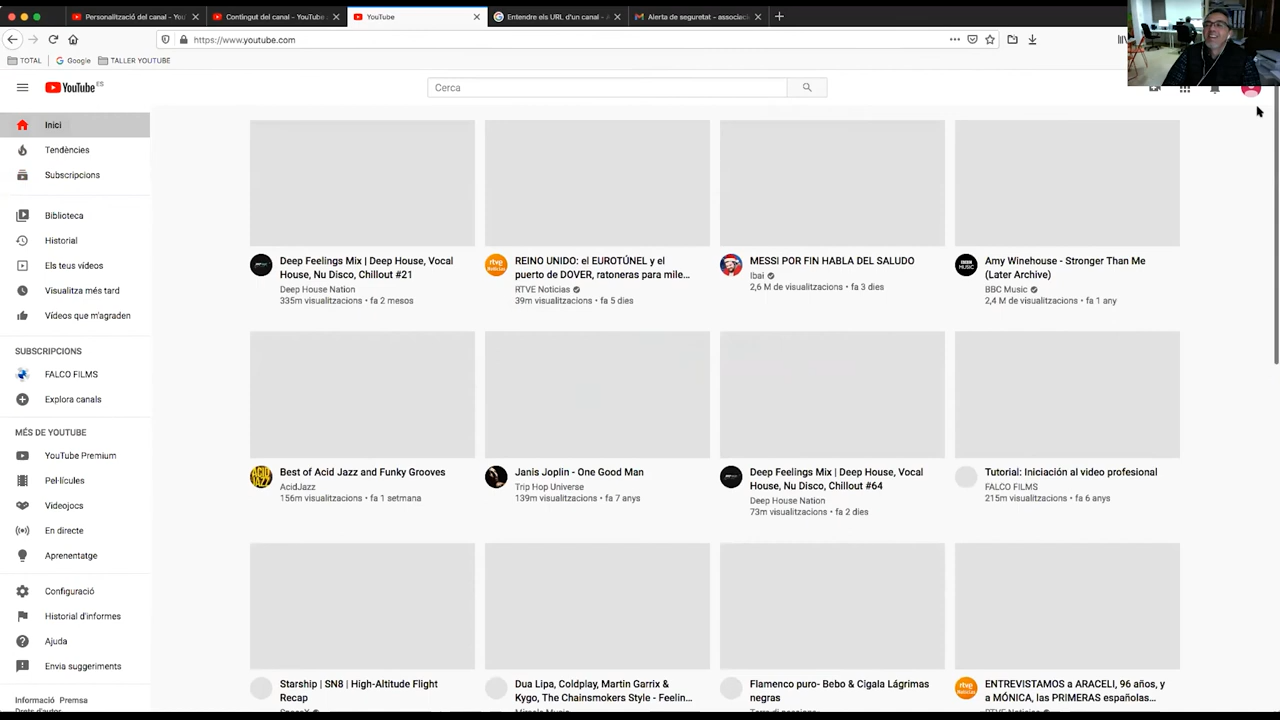 Personalització del canal - You
Contingut del canal - YouTube
YouTube
Entendre els URL d'un canal - A
Alerta de seguretat - associaci
https://www.youtube.com
TOTAL
Google
TALLER YOUTUBE
YouTube ES
Cerca
Inici
Tendències
Subscripcions
Biblioteca
Historial
Els teus vídeos
Visualitza més tard
Vídeos que m'agraden
SUBSCRIPCIONS
FALCO FILMS
Explora canals
MÉS DE YOUTUBE
YouTube Premium
Pel·lícules
Videojocs
En directe
Aprenentatge
Configuració
Historial d'informes
Ajuda
Envia suggeriments
Informació Premsa
Drets d'autor
Deep Feelings Mix | Deep House, Vocal
House, Nu Disco, Chillout #21
Deep House Nation
335m visualitzacions • fa 2 mesos
REINO UNIDO: el EUROTÚNEL y el
puerto de DOVER, ratoneras para mile...
RTVE Noticias
39m visualitzacions • fa 5 dies
MESSI POR FIN HABLA DEL SALUDO
Ibai
2,6 M de visualitzacions • fa 3 dies
Amy Winehouse - Stronger Than Me
(Later Archive)
BBC Music
2,4 M de visualitzacions • fa 1 any
Best of Acid Jazz and Funky Grooves
AcidJazz
156m visualitzacions • fa 1 setmana
Janis Joplin - One Good Man
Trip Hop Universe
139m visualitzacions • fa 7 anys
Deep Feelings Mix | Deep House, Vocal
House, Nu Disco, Chillout #64
Deep House Nation
73m visualitzacions • fa 2 dies
Tutorial: Iniciación al video profesional
FALCO FILMS
215m visualitzacions • fa 6 anys
Starship | SN8 | High-Altitude Flight
Recap
SpaceX
Dua Lipa, Coldplay, Martin Garrix &
Kygo, The Chainsmokers Style - Feelin...
Miracle Music
Flamenco puro- Bebo & Cigala Lágrimas
negras
ENTREVISTAMOS a ARACELI, 96 años, y
a MÓNICA, las PRIMERAS españolas...
RTVE Noticias